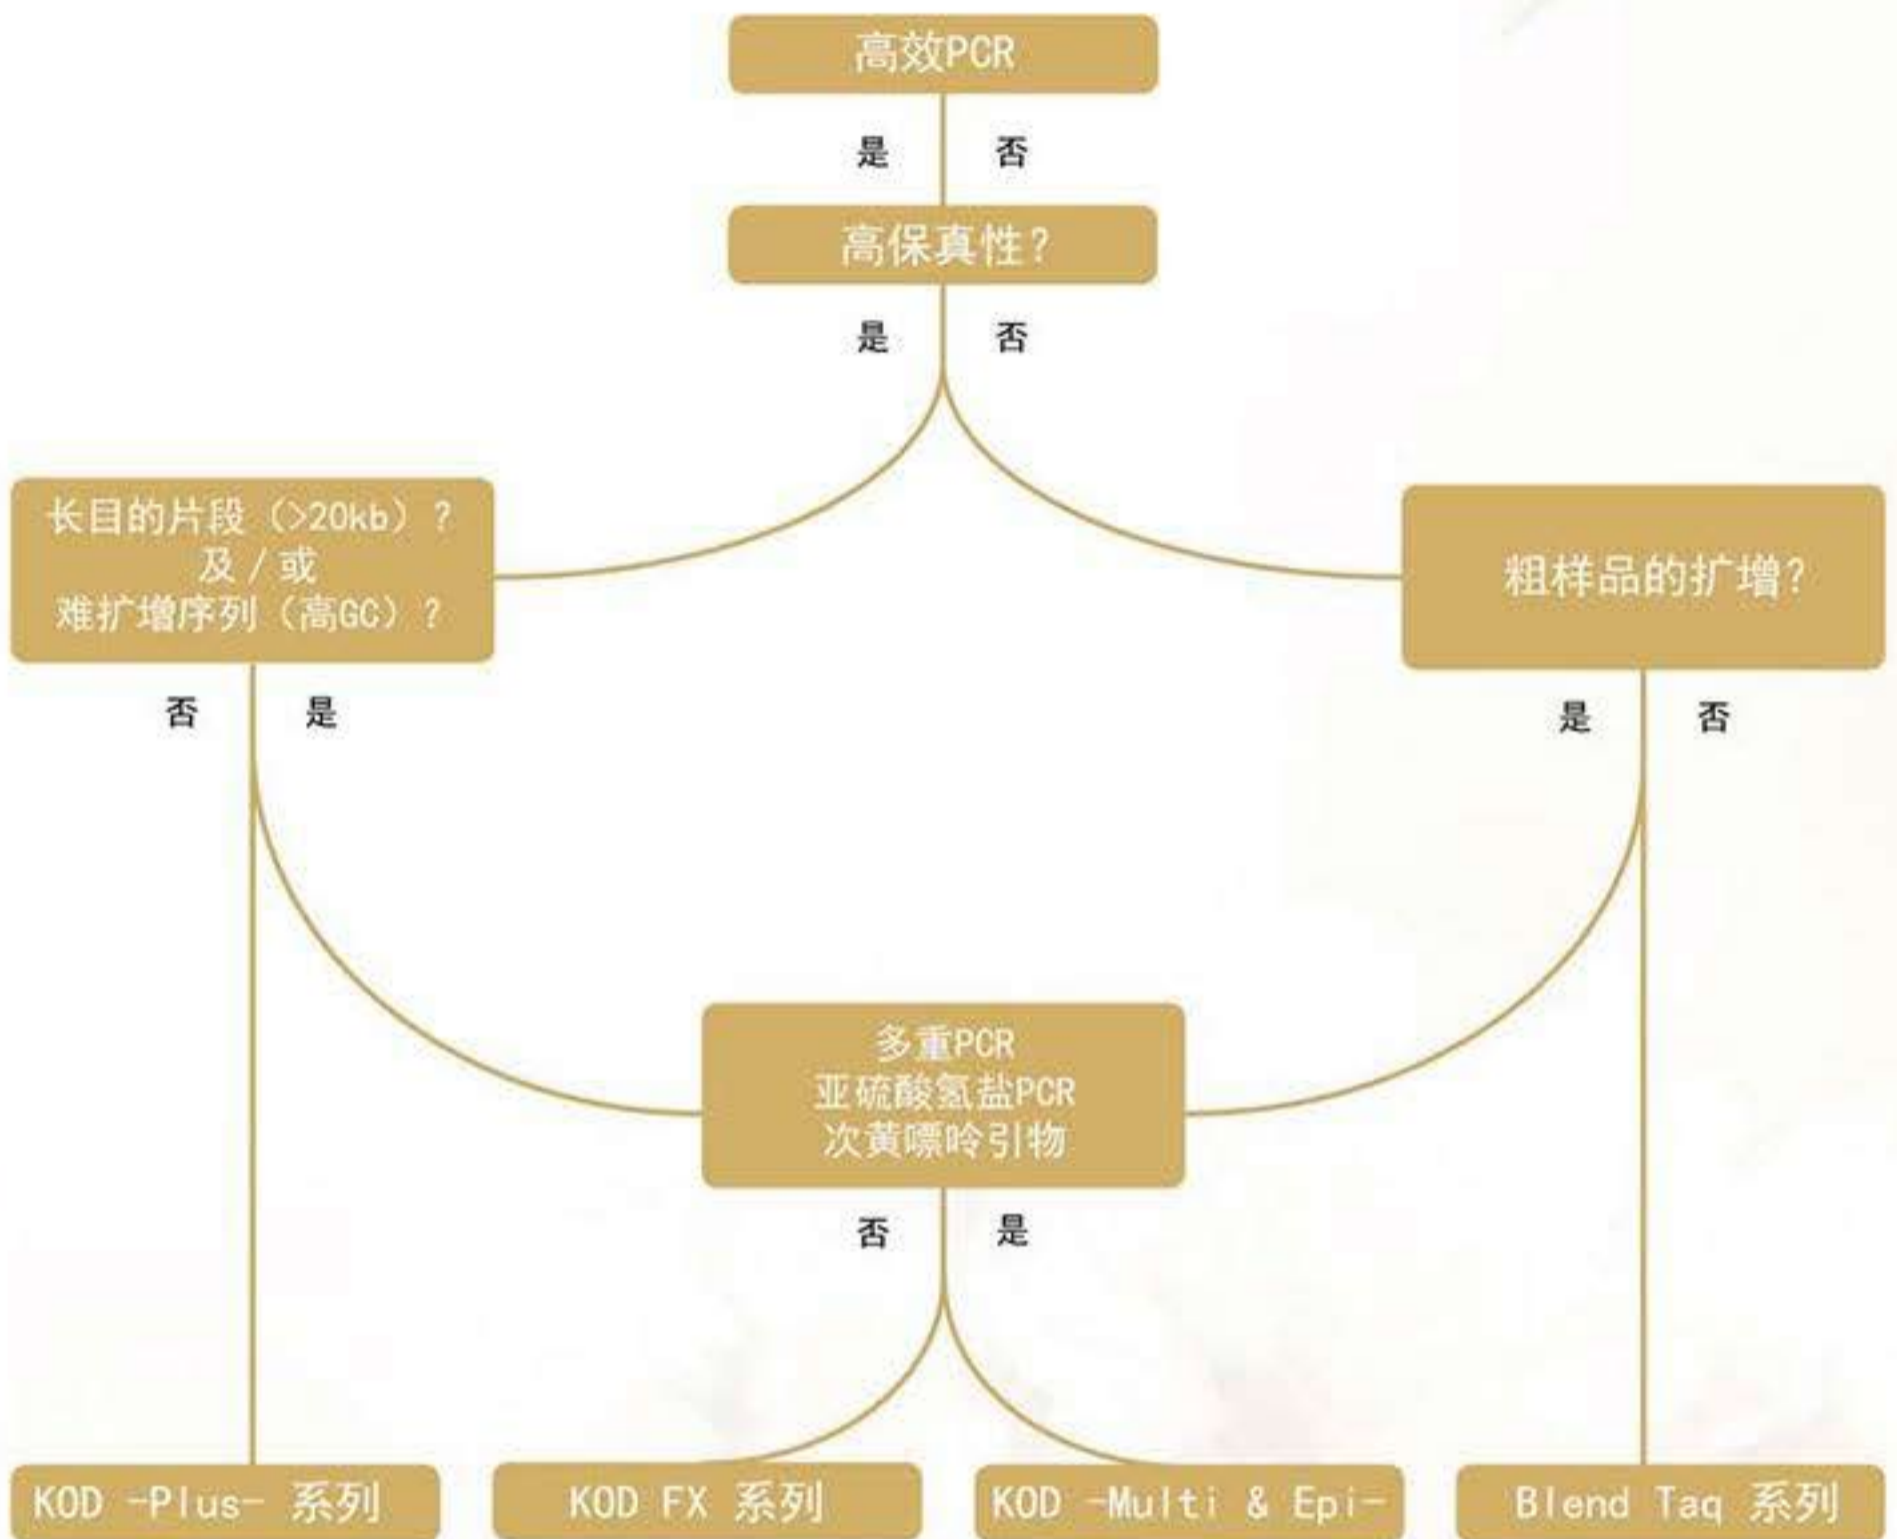 高效PCR
是 否
高保真性？
是 否
长目的片段（>20kb）？
及/或
难扩增序列（高GC）？
粗样品的扩增？
否 是
是 否
多重PCR
亚硫酸氢盐PCR
次黄嘌呤引物
否 是
KOD -Plus- 系列
KOD FX 系列
KOD -Multi & Epi-
Blend Taq 系列